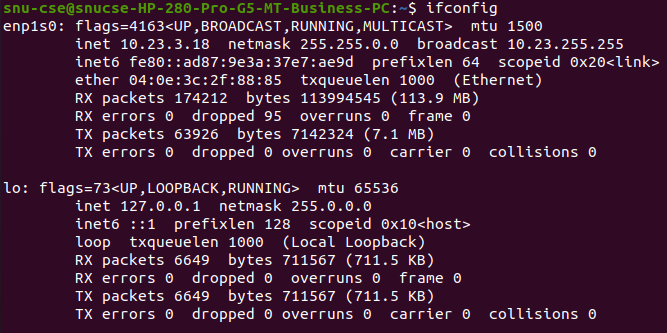 snu-cse@snucse-HP-280-Pro-G5-MT-Business-PC:~$ ifconfig
enp1s0: flags=4163<UP,BROADCAST,RUNNING,MULTICAST>  mtu 1500
        inet 10.23.3.18  netmask 255.255.0.0  broadcast 10.23.255.255
        inet6 fe80::ad87:9e3a:37e7:ae9d  prefixlen 64  scopeid 0x20<link>
        ether 04:0e:3c:2f:88:85  txqueuelen 1000  (Ethernet)
        RX packets 174212  bytes 113994545 (113.9 MB)
        RX errors 0  dropped 95  overruns 0  frame 0
        TX packets 63926  bytes 7142324 (7.1 MB)
        TX errors 0  dropped 0 overruns 0  carrier 0  collisions 0

lo: flags=73<UP,LOOPBACK,RUNNING>  mtu 65536
        inet 127.0.0.1  netmask 255.0.0.0
        inet6 ::1  prefixlen 128  scopeid 0x10<host>
        loop  txqueuelen 1000  (Local Loopback)
        RX packets 6649  bytes 711567 (711.5 KB)
        RX errors 0  dropped 0  overruns 0  frame 0
        TX packets 6649  bytes 711567 (711.5 KB)
        TX errors 0  dropped 0 overruns 0  carrier 0  collisions 0